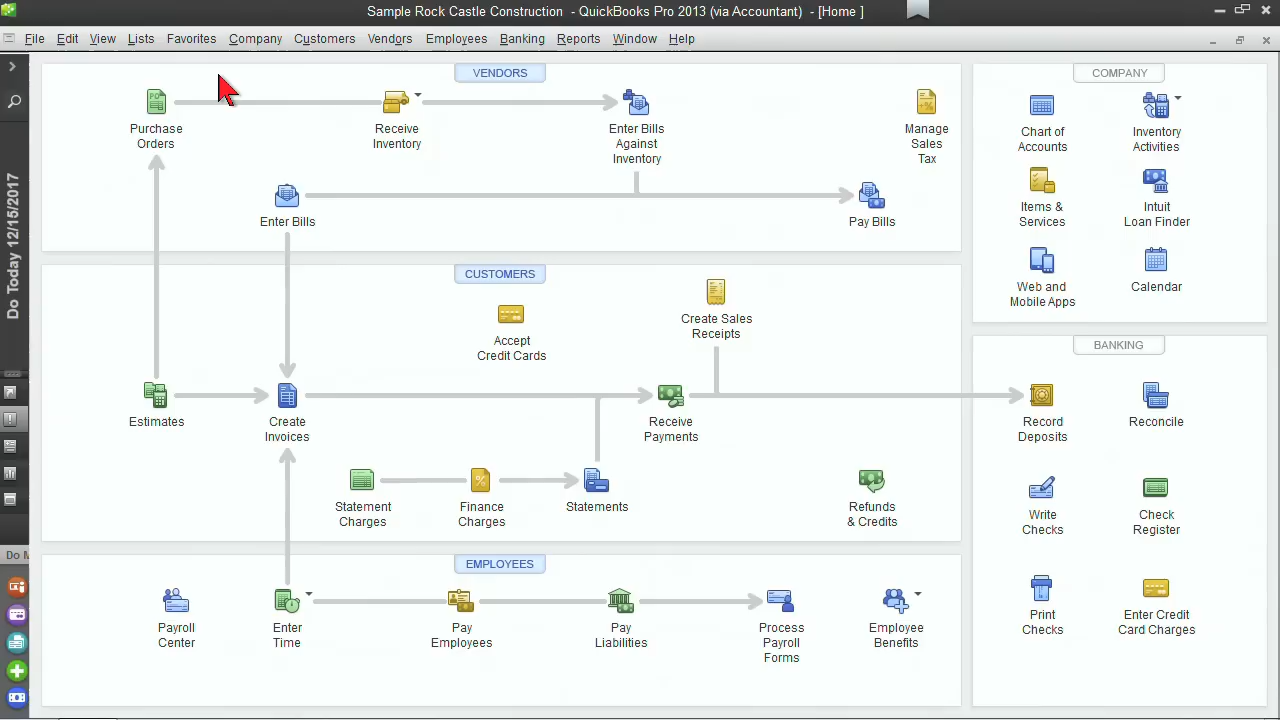 Sample Rock Castle Construction - QuickBooks Pro 2013 (via Accountant) - [Home ]
File Edit View Lists Favorites Company Customers Vendors Employees Banking Reports Window Help
Do Today 12/15/2017
Do M
VENDORS
Purchase
Orders
Receive
Inventory
Enter Bills
Against
Inventory
Manage
Sales
Tax
Enter Bills
Pay Bills
CUSTOMERS
Accept
Credit Cards
Create Sales
Receipts
Estimates
Create
Invoices
Receive
Payments
Statement
Charges
Finance
Charges
Statements
Refunds
& Credits
EMPLOYEES
Payroll
Center
Enter
Time
Pay
Employees
Pay
Liabilities
Process
Payroll
Forms
Employee
Benefits
COMPANY
Chart of
Accounts
Inventory
Activities
Items &
Services
Intuit
Loan Finder
Web and
Mobile Apps
Calendar
BANKING
Record
Deposits
Reconcile
Write
Checks
Check
Register
Print
Checks
Enter Credit
Card Charges